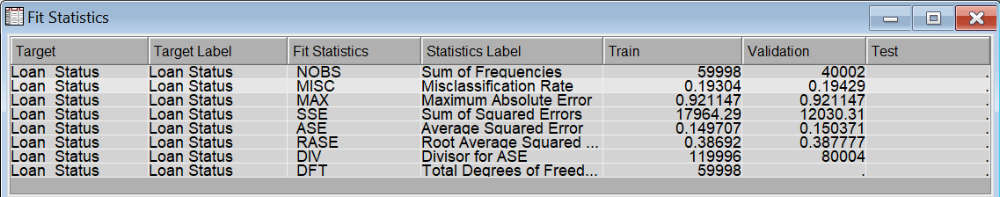 Fit Statistics
Target Target Label Fit Statistics Statistics Label Train Validation Test
Loan Status Loan Status NOBS Sum of Frequencies 59998 40002 .
Loan Status Loan Status MISC Misclassification Rate 0.19304 0.19429 .
Loan Status Loan Status MAX Maximum Absolute Error 0.921147 0.921147 .
Loan Status Loan Status SSE Sum of Squared Errors 17964.29 12030.31 .
Loan Status Loan Status ASE Average Squared Error 0.149707 0.150371 .
Loan Status Loan Status RASE Root Average Squared ... 0.38692 0.387777 .
Loan Status Loan Status DIV Divisor for ASE 119996 80004 .
Loan Status Loan Status DFT Total Degrees of Freed... 59998 . .